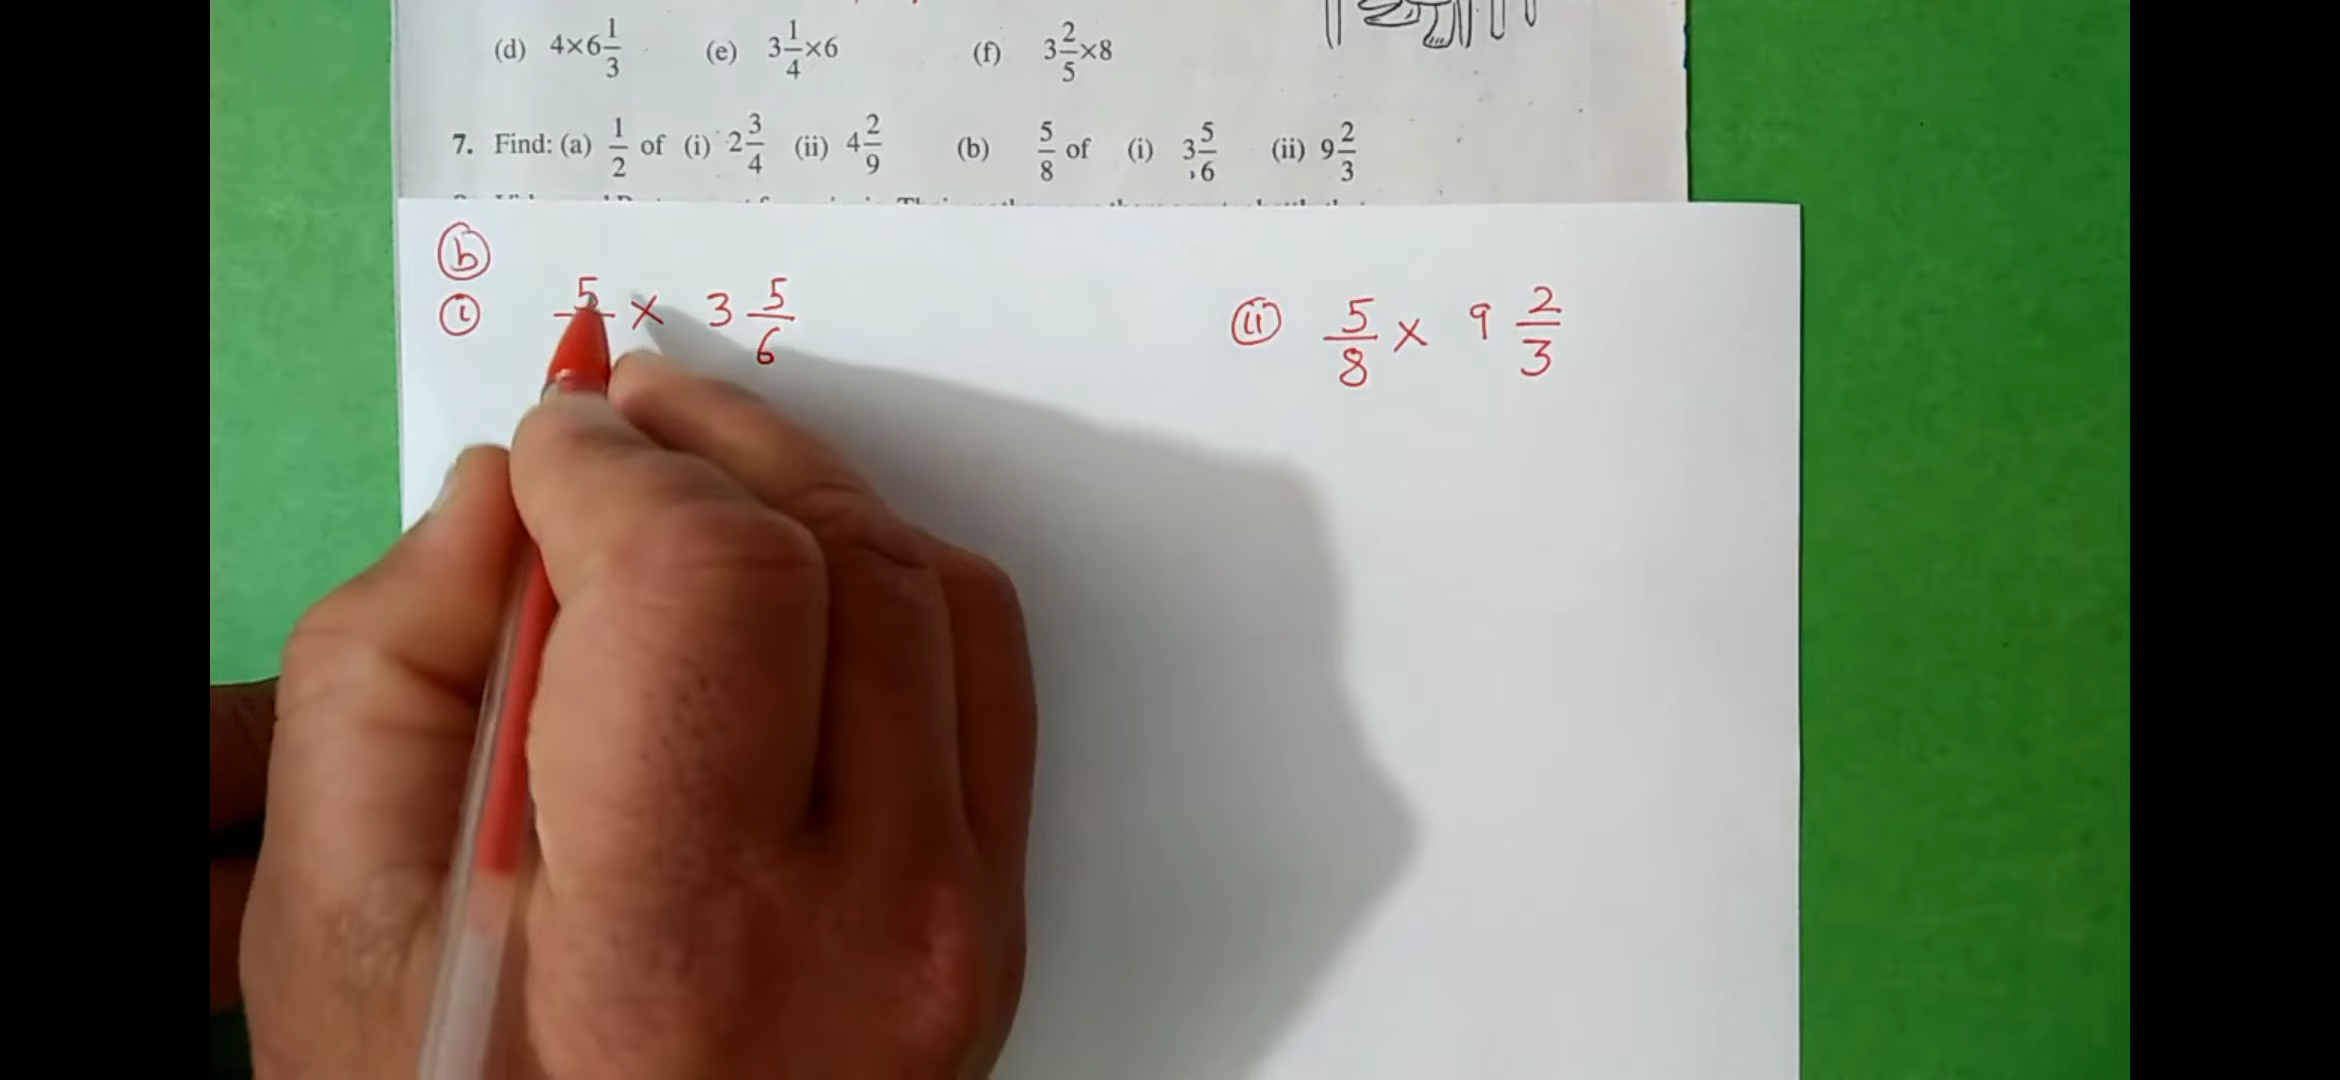 (d) 4×6 1/3 (e) 3 1/4 ×6 (f) 3 2/5 ×8
7. Find: (a) 1/2 of (i) 2 3/4 (ii) 4 2/9 (b) 5/8 of (i) 3 5/6 (ii) 9 2/3
b
i 5 × 3 5/6 ii 5/8 × 9 2/3